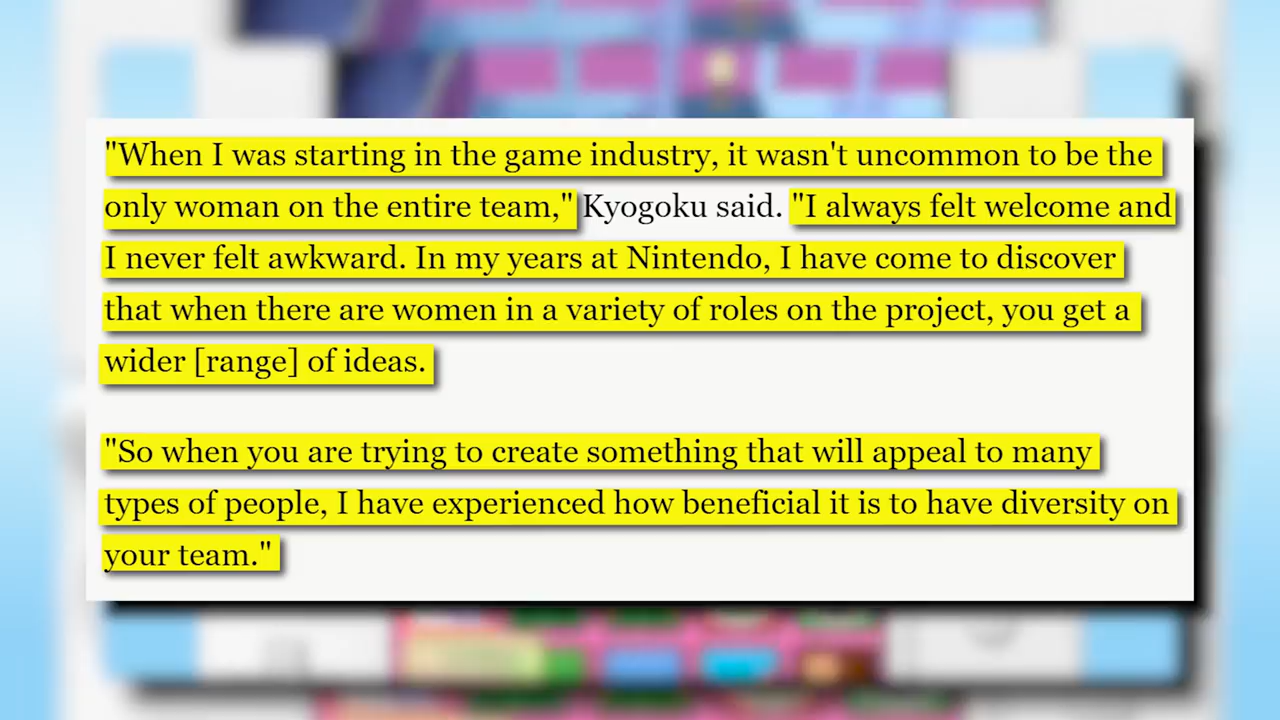 "When I was starting in the game industry, it wasn't uncommon to be the
only woman on the entire team," Kyogoku said. "I always felt welcome and
I never felt awkward. In my years at Nintendo, I have come to discover
that when there are women in a variety of roles on the project, you get a
wider [range] of ideas.
"So when you are trying to create something that will appeal to many
types of people, I have experienced how beneficial it is to have diversity on
your team."